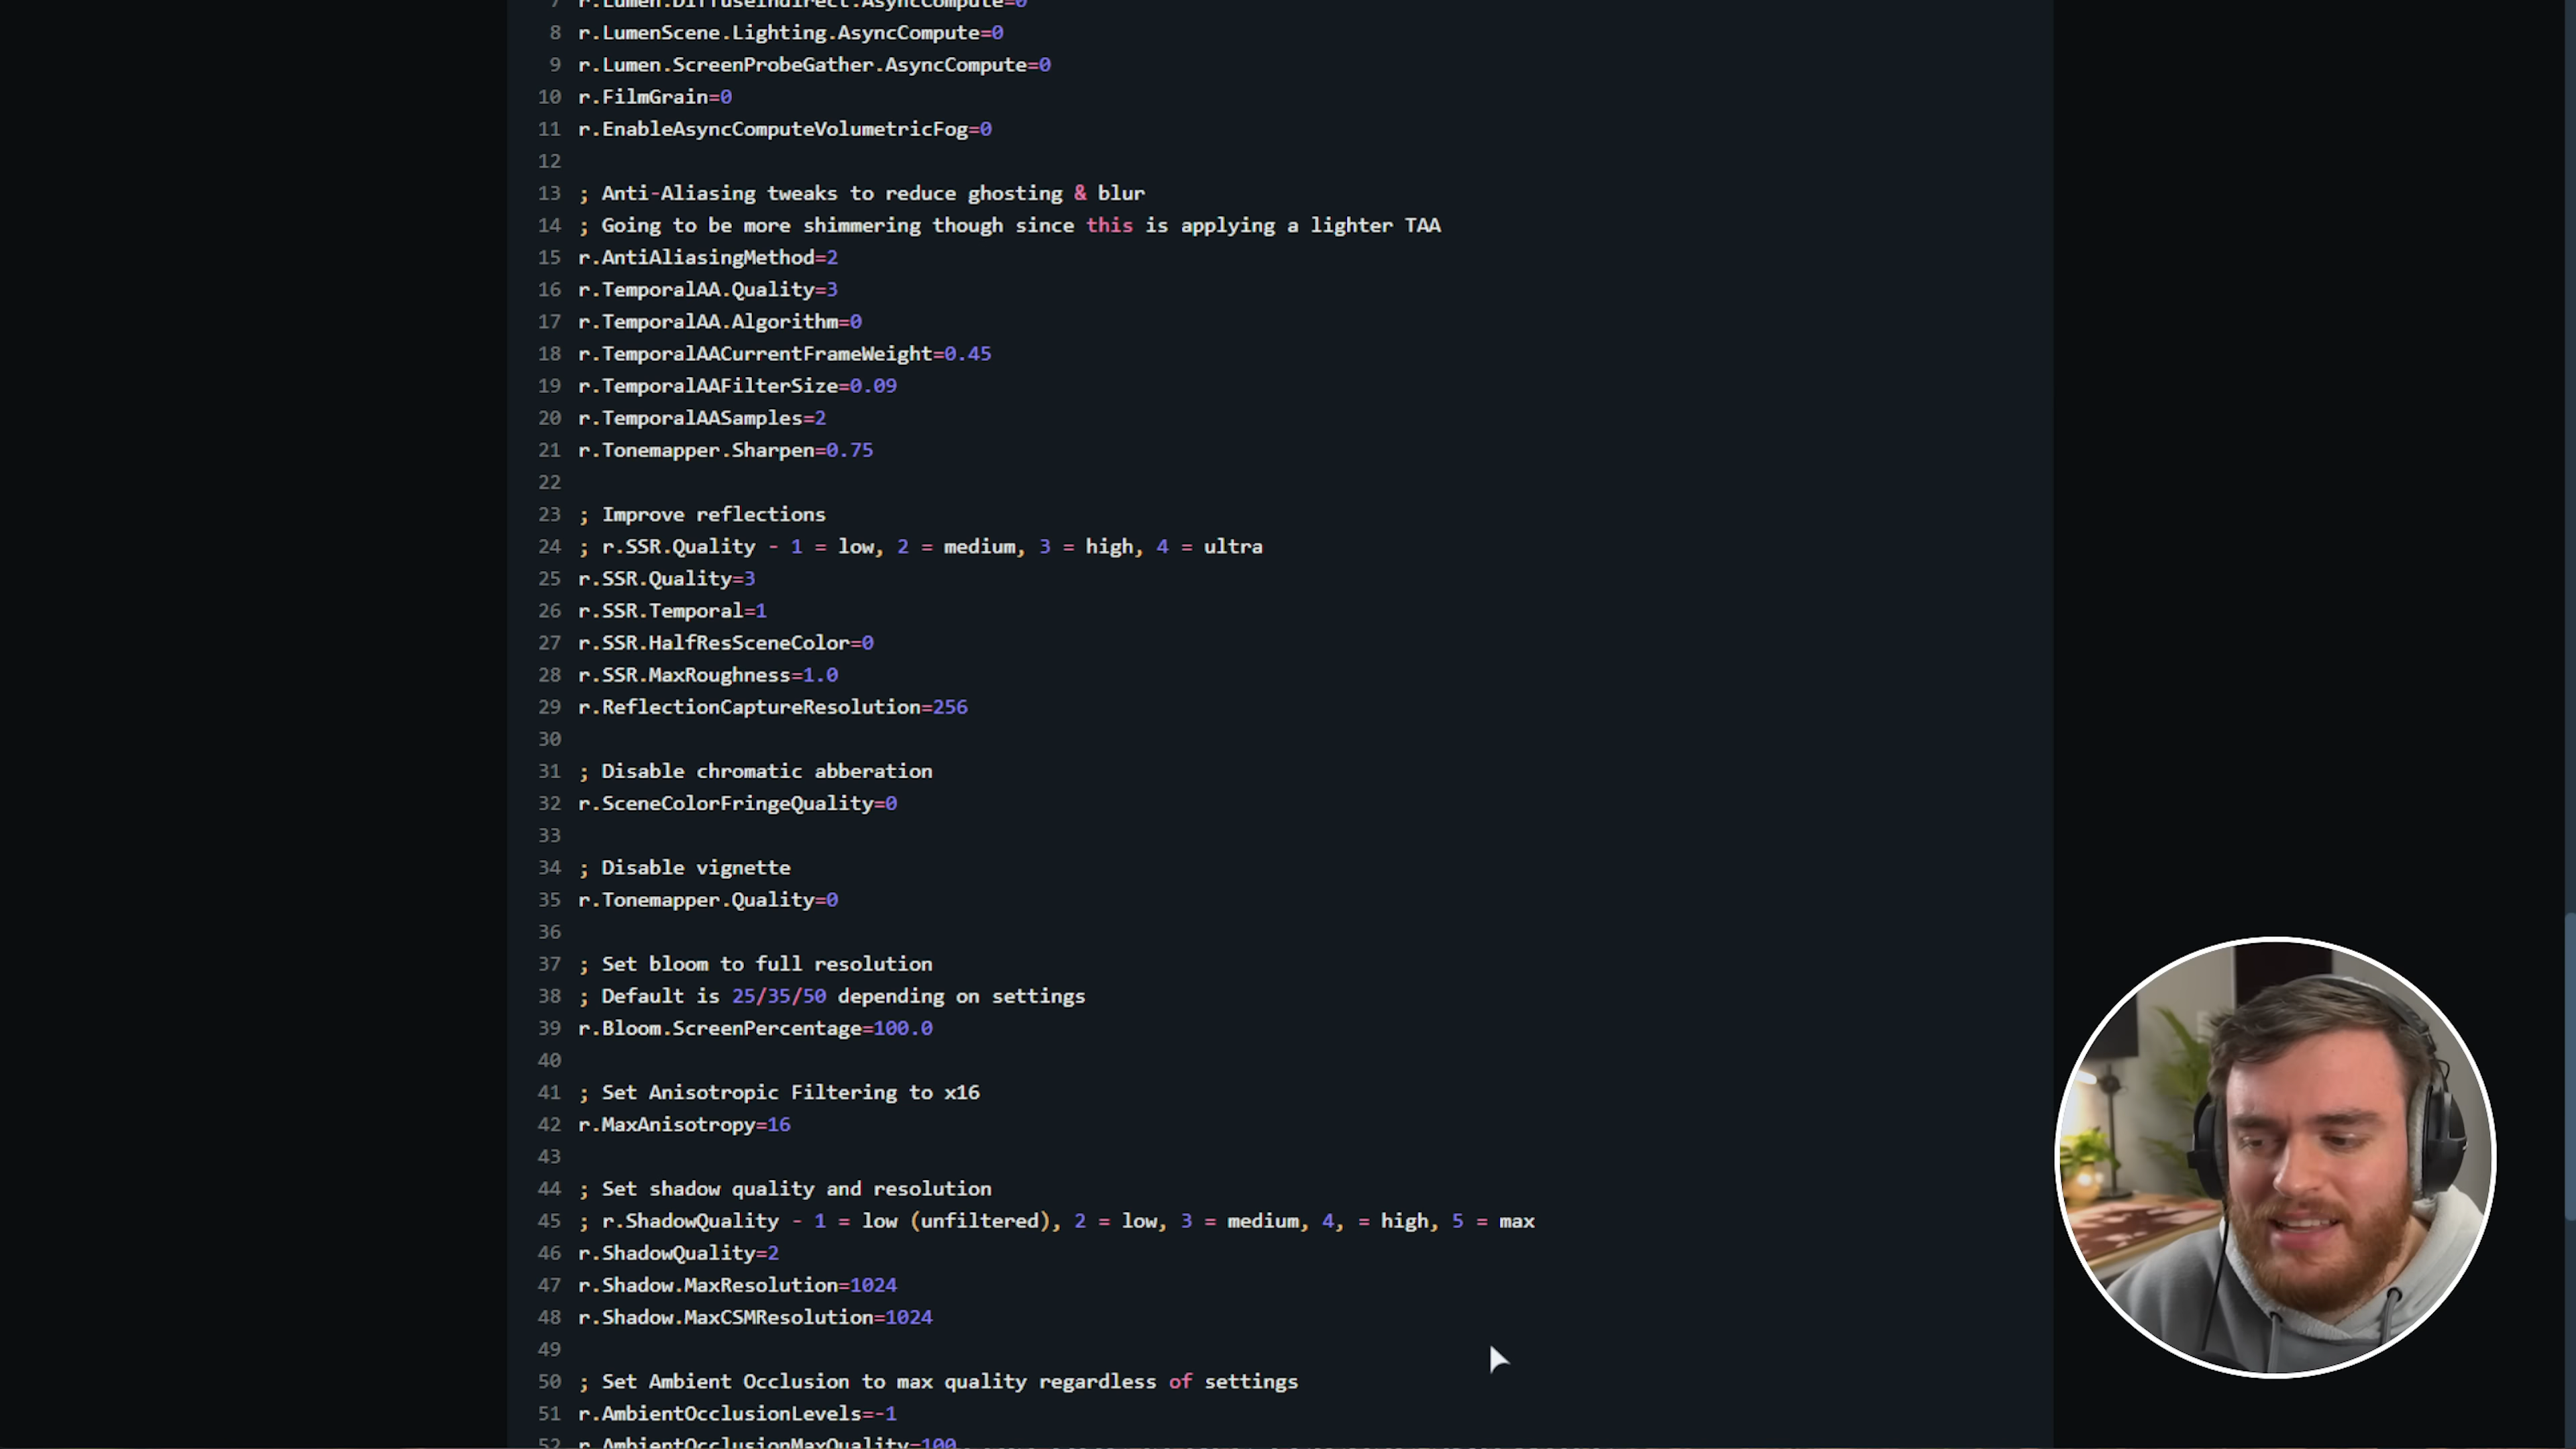 7 r.Lumen.DiffuseIndirect.AsyncCompute=0
8 r.LumenScene.Lighting.AsyncCompute=0
9 r.Lumen.ScreenProbeGather.AsyncCompute=0
10 r.FilmGrain=0
11 r.EnableAsyncComputeVolumetricFog=0
12
13 ; Anti-Aliasing tweaks to reduce ghosting & blur
14 ; Going to be more shimmering though since this is applying a lighter TAA
15 r.AntiAliasingMethod=2
16 r.TemporalAA.Quality=3
17 r.TemporalAA.Algorithm=0
18 r.TemporalAACurrentFrameWeight=0.45
19 r.TemporalAAFilterSize=0.09
20 r.TemporalAASamples=2
21 r.Tonemapper.Sharpen=0.75
22
23 ; Improve reflections
24 ; r.SSR.Quality - 1 = low, 2 = medium, 3 = high, 4 = ultra
25 r.SSR.Quality=3
26 r.SSR.Temporal=1
27 r.SSR.HalfResSceneColor=0
28 r.SSR.MaxRoughness=1.0
29 r.ReflectionCaptureResolution=256
30
31 ; Disable chromatic abberation
32 r.SceneColorFringeQuality=0
33
34 ; Disable vignette
35 r.Tonemapper.Quality=0
36
37 ; Set bloom to full resolution
38 ; Default is 25/35/50 depending on settings
39 r.Bloom.ScreenPercentage=100.0
40
41 ; Set Anisotropic Filtering to x16
42 r.MaxAnisotropy=16
43
44 ; Set shadow quality and resolution
45 ; r.ShadowQuality - 1 = low (unfiltered), 2 = low, 3 = medium, 4, = high, 5 = max
46 r.ShadowQuality=2
47 r.Shadow.MaxResolution=1024
48 r.Shadow.MaxCSMResolution=1024
49
50 ; Set Ambient Occlusion to max quality regardless of settings
51 r.AmbientOcclusionLevels=-1
52 r.AmbientOcclusionMaxQuality=100